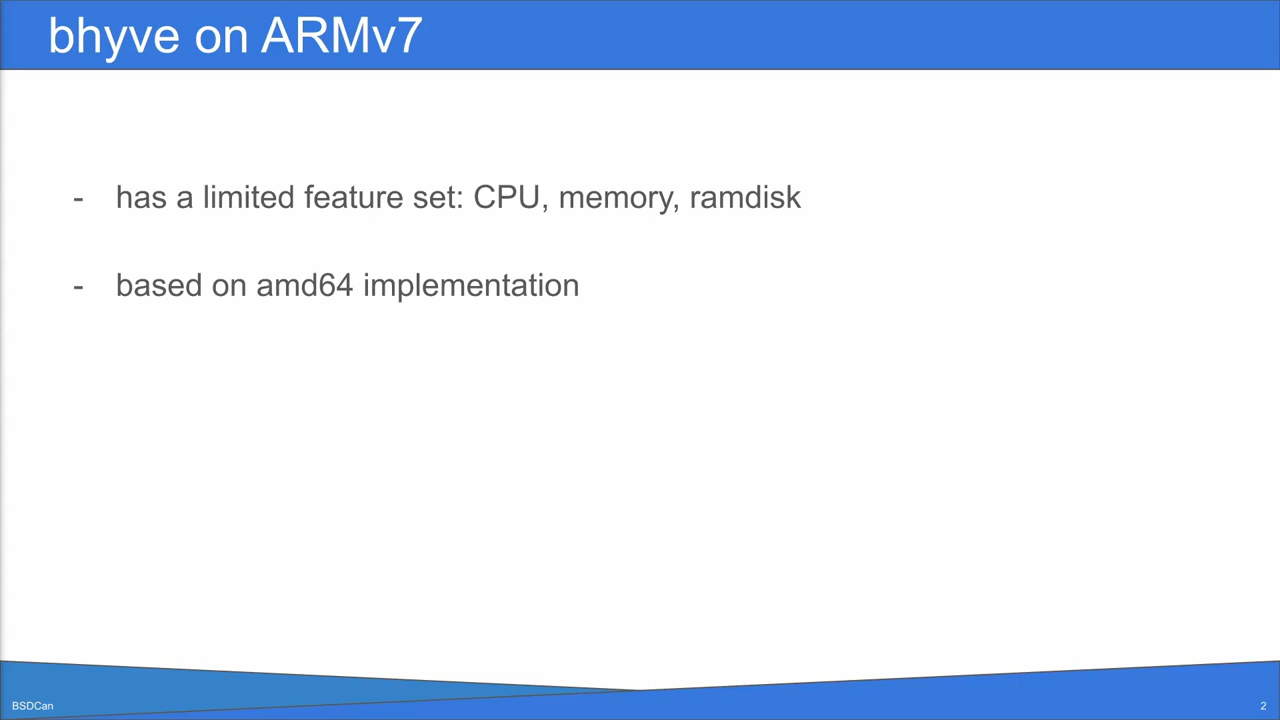 bhyve on ARMv7
- has a limited feature set: CPU, memory, ramdisk
- based on amd64 implementation
BSDCan
2